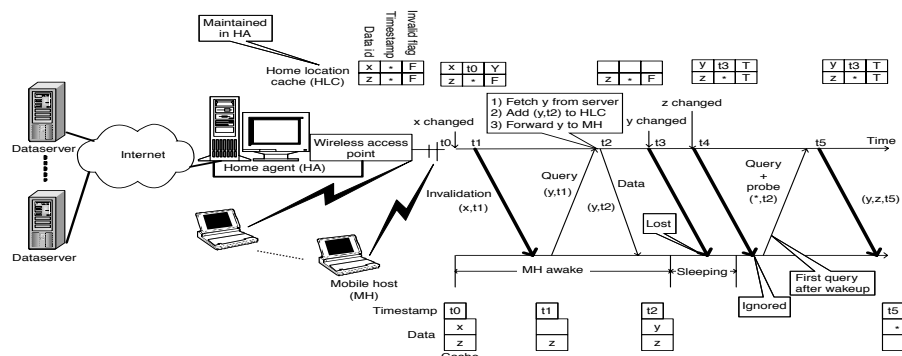 Maintained
in HA
Data id
Timestamp
Invalid flag
Home location
cache (HLC)
x * F
z * F
x t0 Y
z * F
z * F
y t3 T
z * T
y t3 T
z * T
1) Fetch y from server
2) Add (y,t2) to HLC
3) Forward y to MH
x changed
y changed
z changed
t0
t1
t2
t3
t4
t5
Time
Dataserver
Internet
Home agent (HA)
Wireless access
point
Invalidation
(x,t1)
Query
(y,t1)
Data
(y,t2)
Query
+
probe
(*,t2)
(y,z,t5)
Dataserver
Lost
MH awake
Sleeping
Mobile host
(MH)
Ignored
First query
after wakeup
Timestamp
t0
t1
t2
t5
Data
x
y
*
z
z
z
Cache